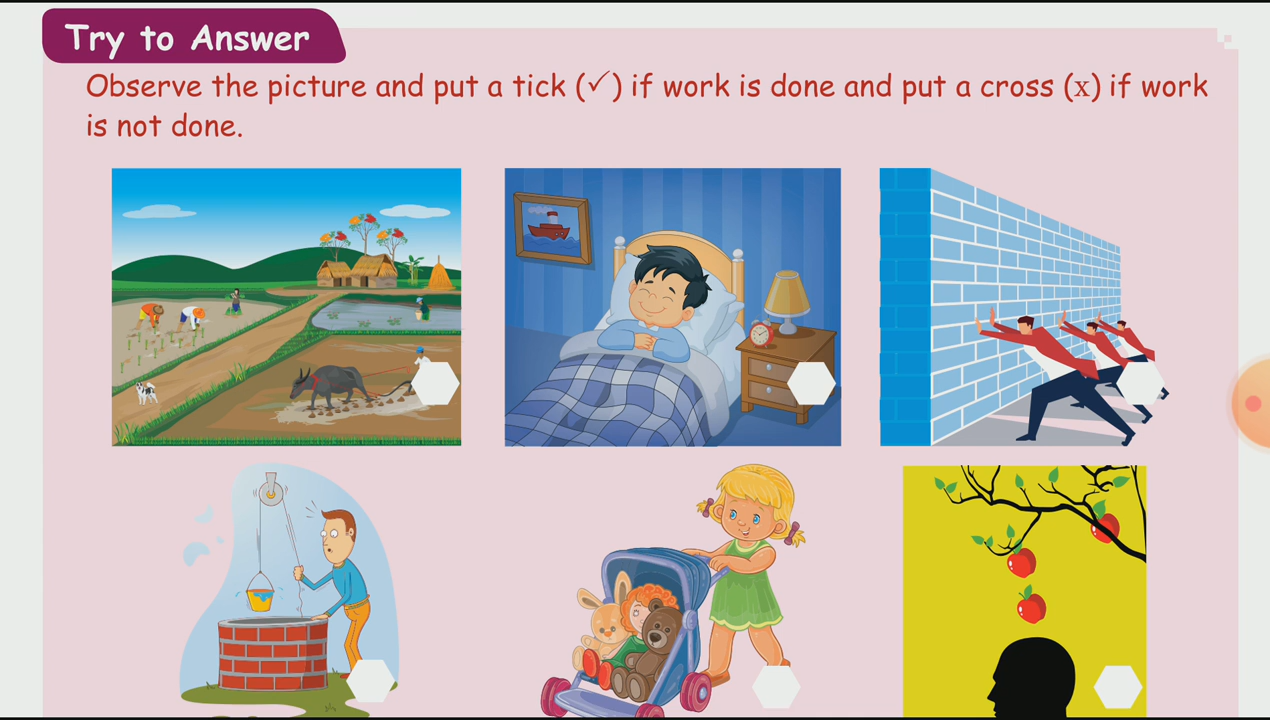 Try to Answer
Observe the picture and put a tick (✓) if work is done and put a cross (x) if work
is not done.